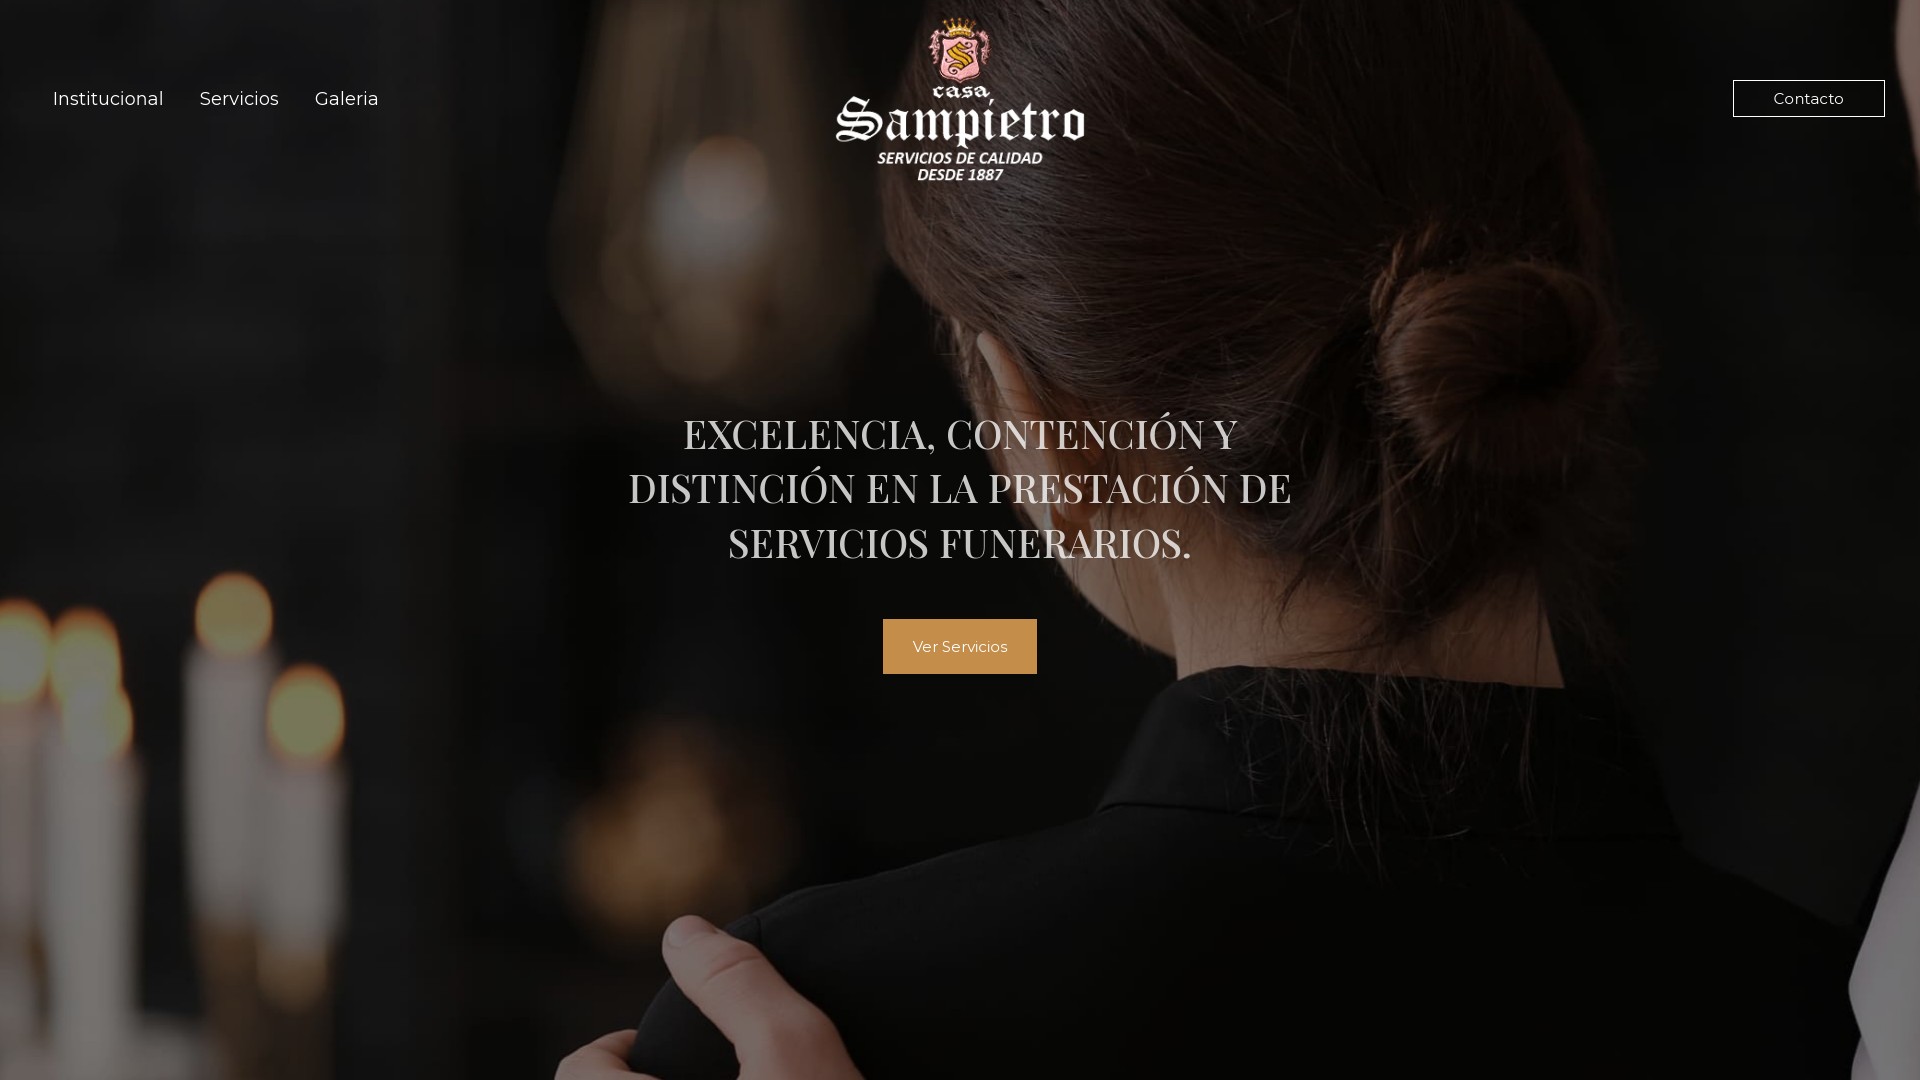 Institucional
Servicios
Galeria
S
casa
Sampietro
SERVICIOS DE CALIDAD
DESDE 1887
Contacto
EXCELENCIA, CONTENCIÓN Y
DISTINCIÓN EN LA PRESTACIÓN DE
SERVICIOS FUNERARIOS.
Ver Servicios